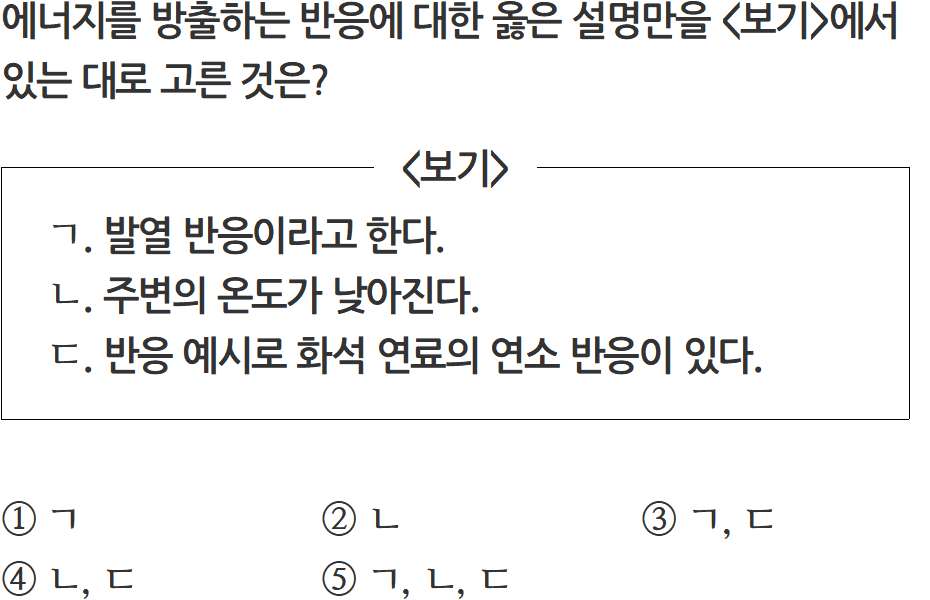 에너지를 방출하는 반응에 대한 옳은 설명만을 <보기>에서
있는 대로 고른 것은?
<보기>
ㄱ. 발열 반응이라고 한다.
ㄴ. 주변의 온도가 낮아진다.
ㄷ. 반응 예시로 화석 연료의 연소 반응이 있다.
① ㄱ ② ㄴ ③ ㄱ, ㄷ
④ ㄴ, ㄷ ⑤ ㄱ, ㄴ, ㄷ